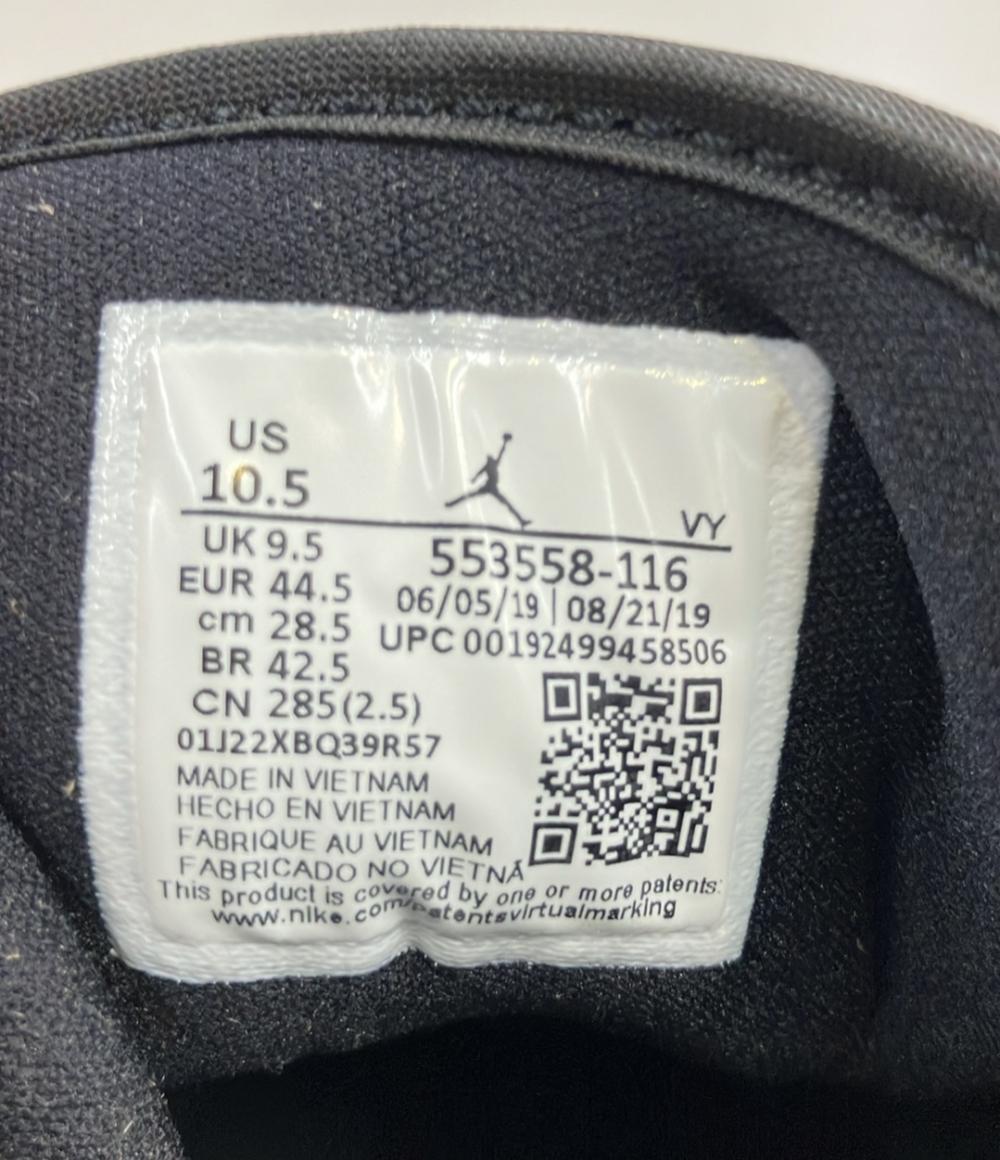 US
10.5
VY
UK 9.5
EUR 44.5
cm 28.5
BR 42.5
CN 285(2.5)
01J22XBQ39R57
553558-116
06/05/19 | 08/21/19
UPC 00192499458506
MADE IN VIETNAM
HECHO EN VIETNAM
FABRIQUE AU VIETNAM
FABRICADO NO VIETNÃ
This product is covered by one or more patents:
www.nike.com/patentsvirtualmarking